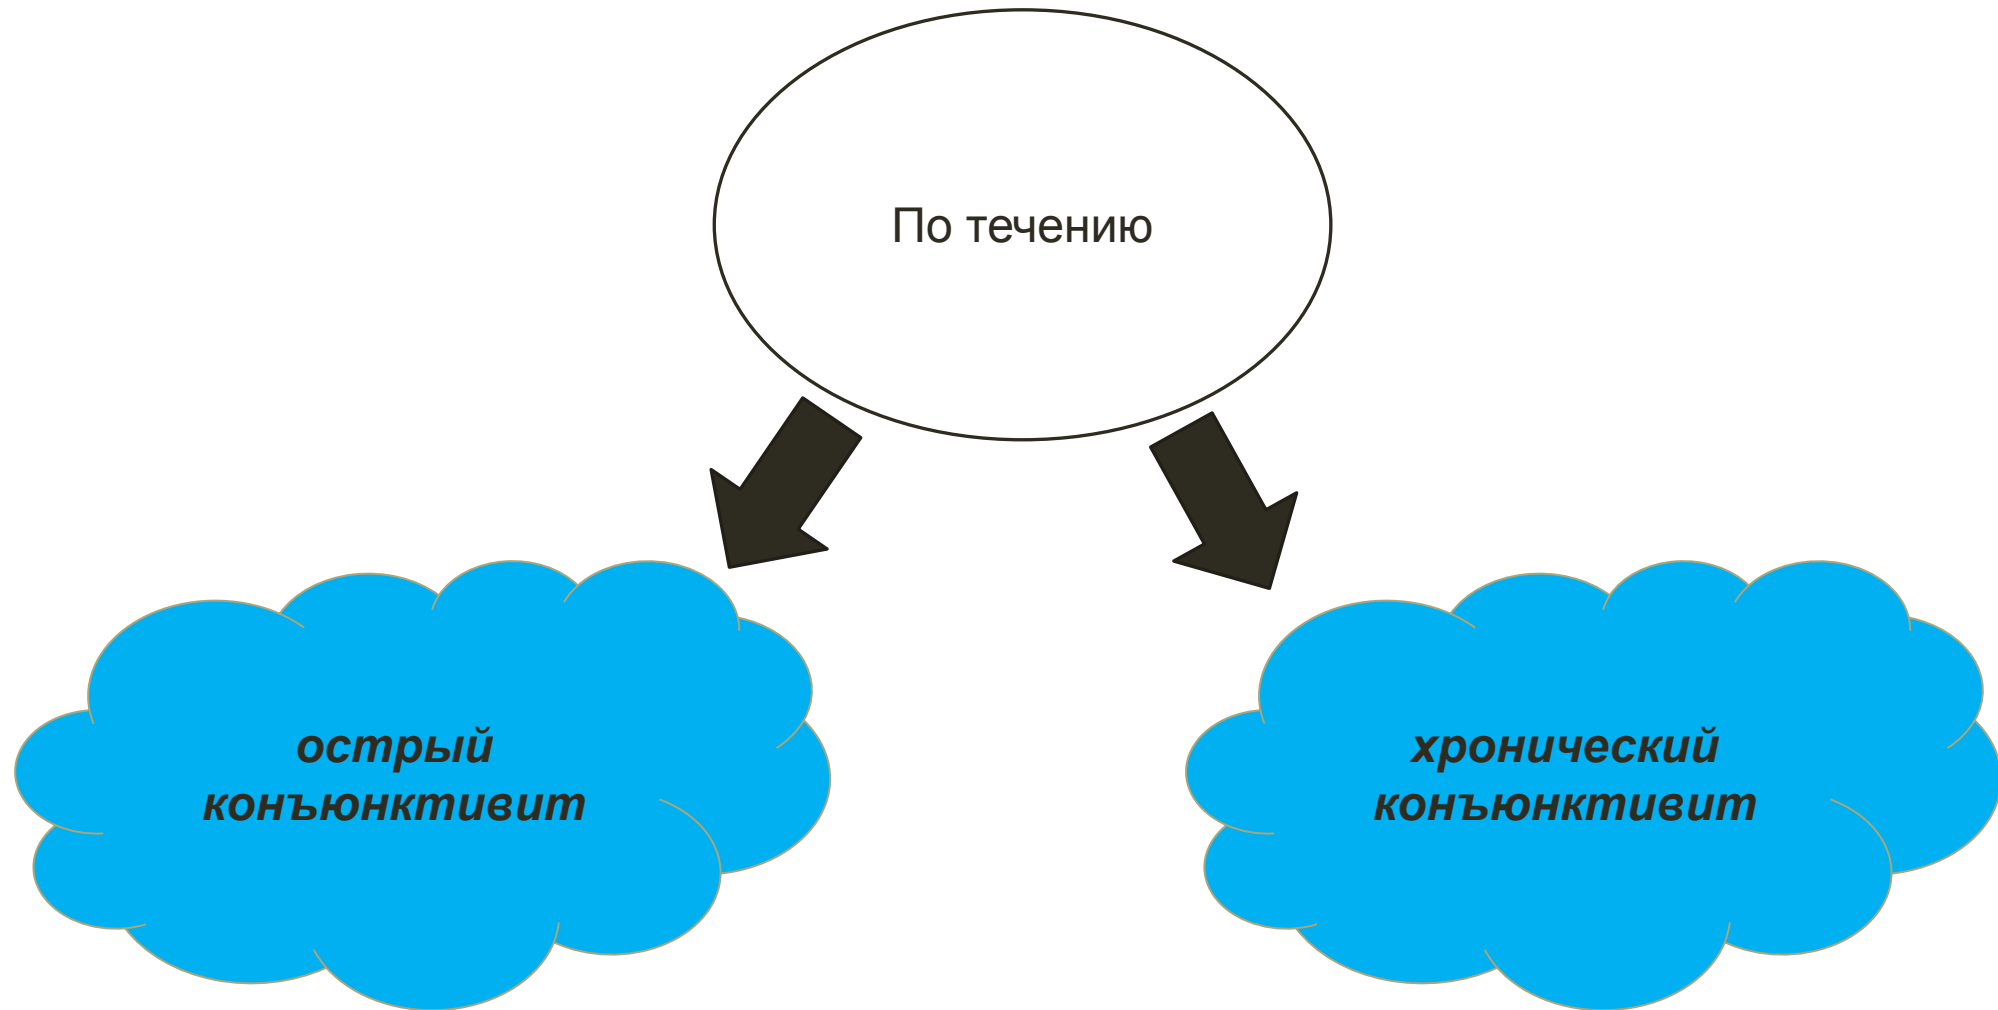 По течению
острый
конъюнктивит
хронический
конъюнктивит